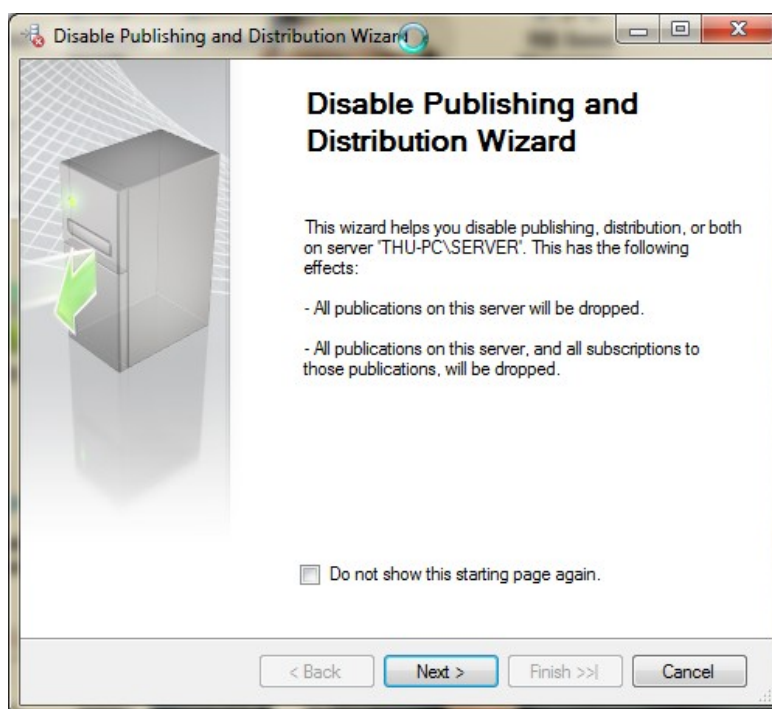 Disable Publishing and Distribution Wizard
Disable Publishing and
Distribution Wizard
This wizard helps you disable publishing, distribution, or both
on server 'THU-PC\SERVER'. This has the following
effects:
- All publications on this server will be dropped.
- All publications on this server, and all subscriptions to
those publications, will be dropped.
Do not show this starting page again.
< Back Next > Finish >>| Cancel